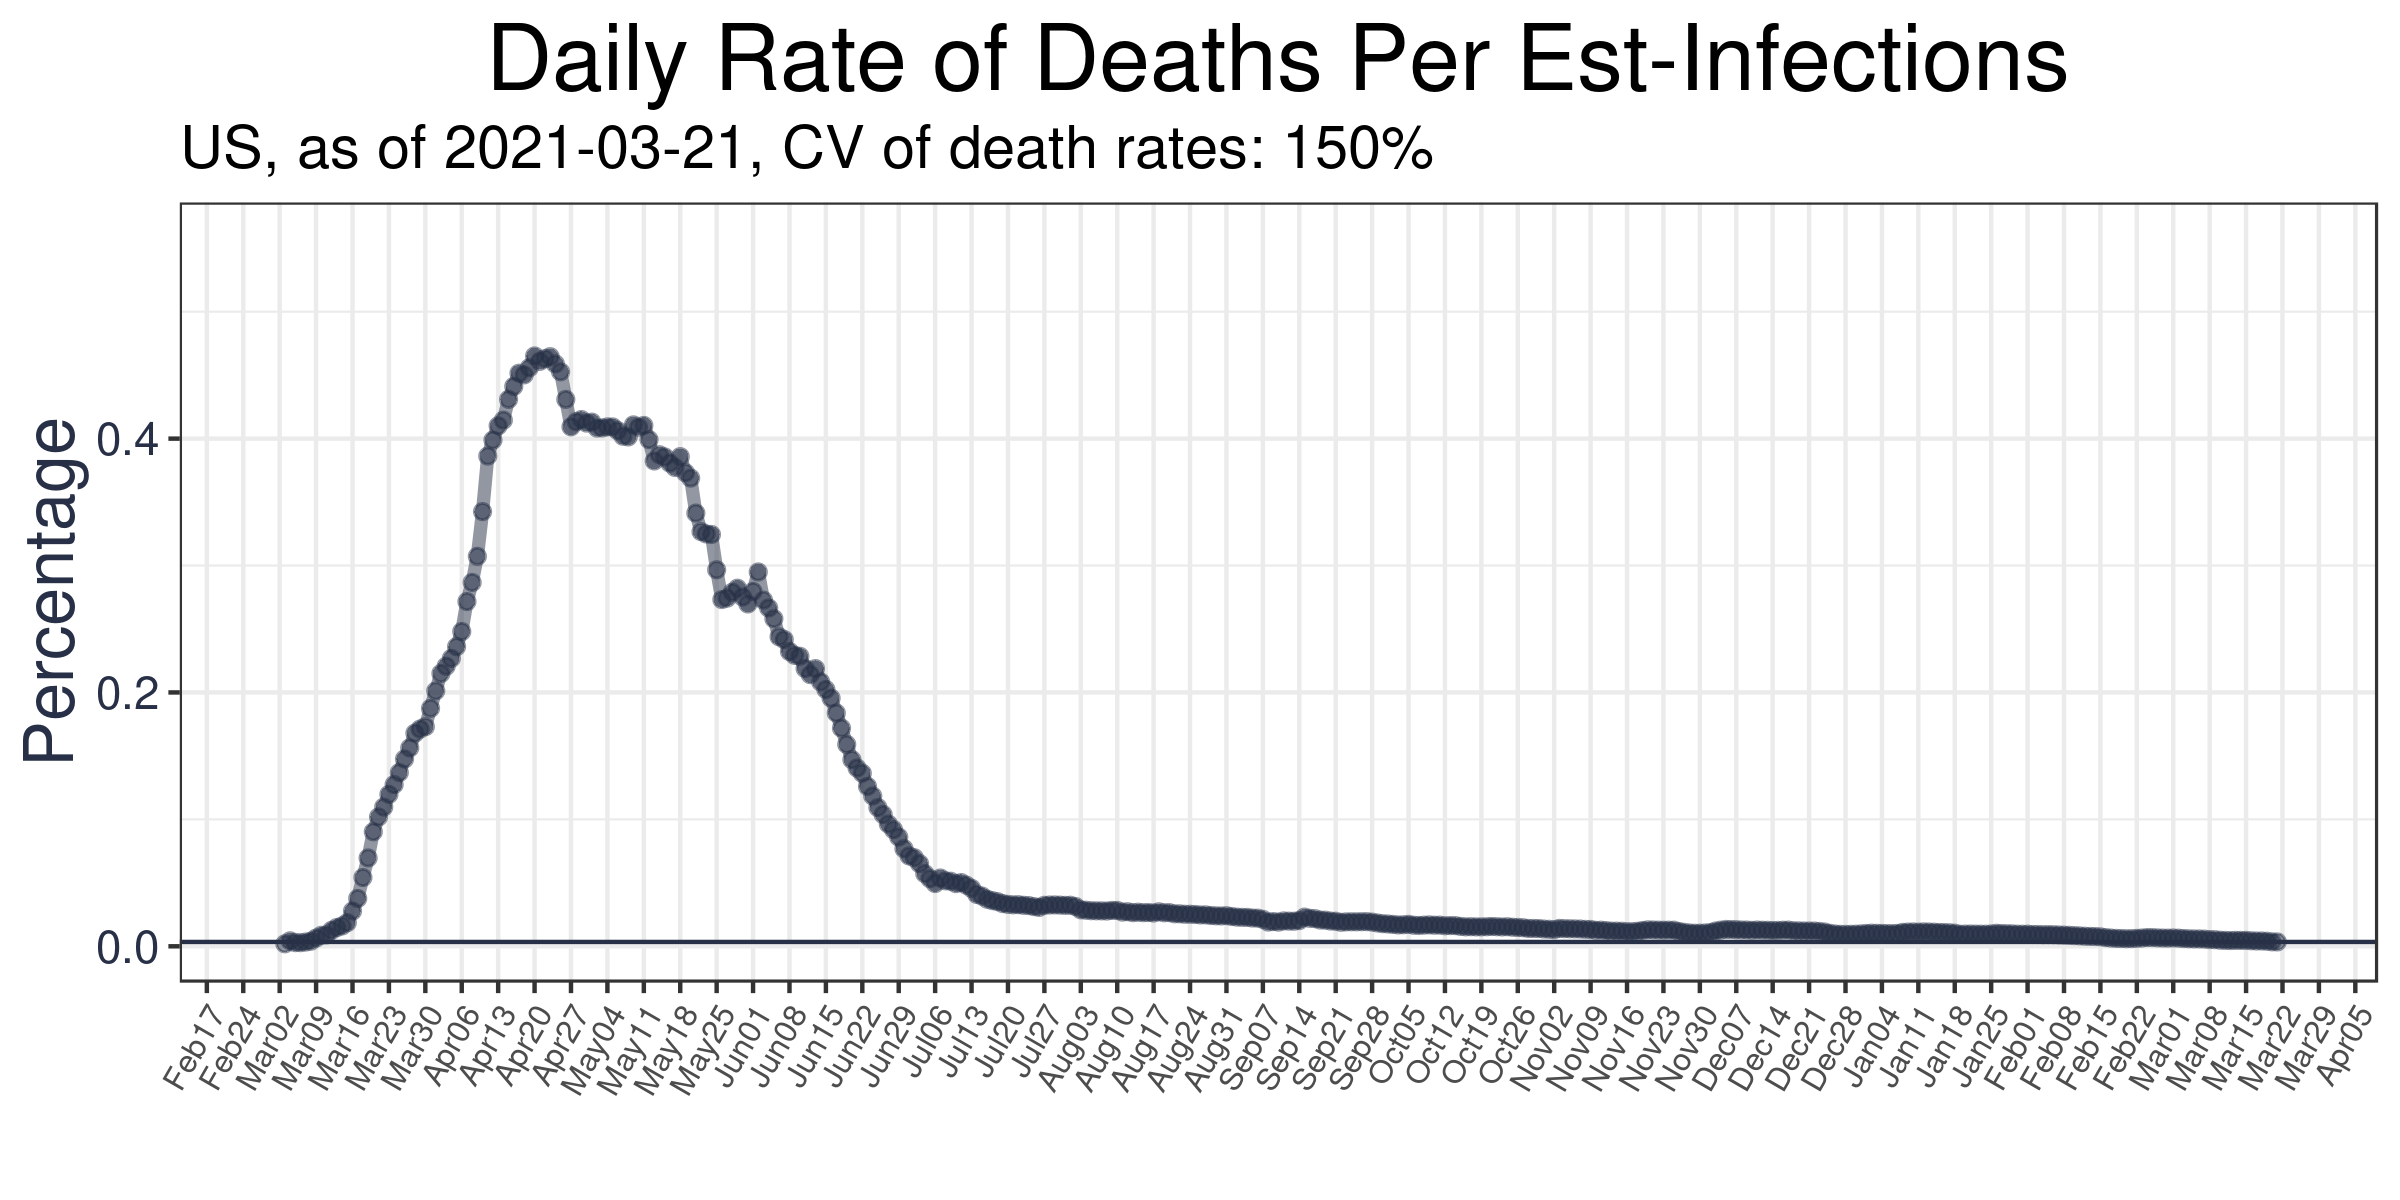 Daily Rate of Deaths Per Est-Infections
US, as of 2021-03-21, CV of death rates: 150%
Percentage
0.4
0.2
0.0
Feb17
Feb24
Mar02
Mar09
Mar16
Mar23
Mar30
Apr06
Apr13
Apr20
Apr27
May04
May11
May18
May25
Jun01
Jun08
Jun15
Jun22
Jun29
Jul06
Jul13
Jul20
Jul27
Aug03
Aug10
Aug17
Aug24
Aug31
Sep07
Sep14
Sep21
Sep28
Oct05
Oct12
Oct19
Oct26
Nov02
Nov09
Nov16
Nov23
Nov30
Dec07
Dec14
Dec21
Dec28
Jan04
Jan11
Jan18
Jan25
Feb01
Feb08
Feb15
Feb22
Mar01
Mar08
Mar15
Mar22
Mar29
Apr05